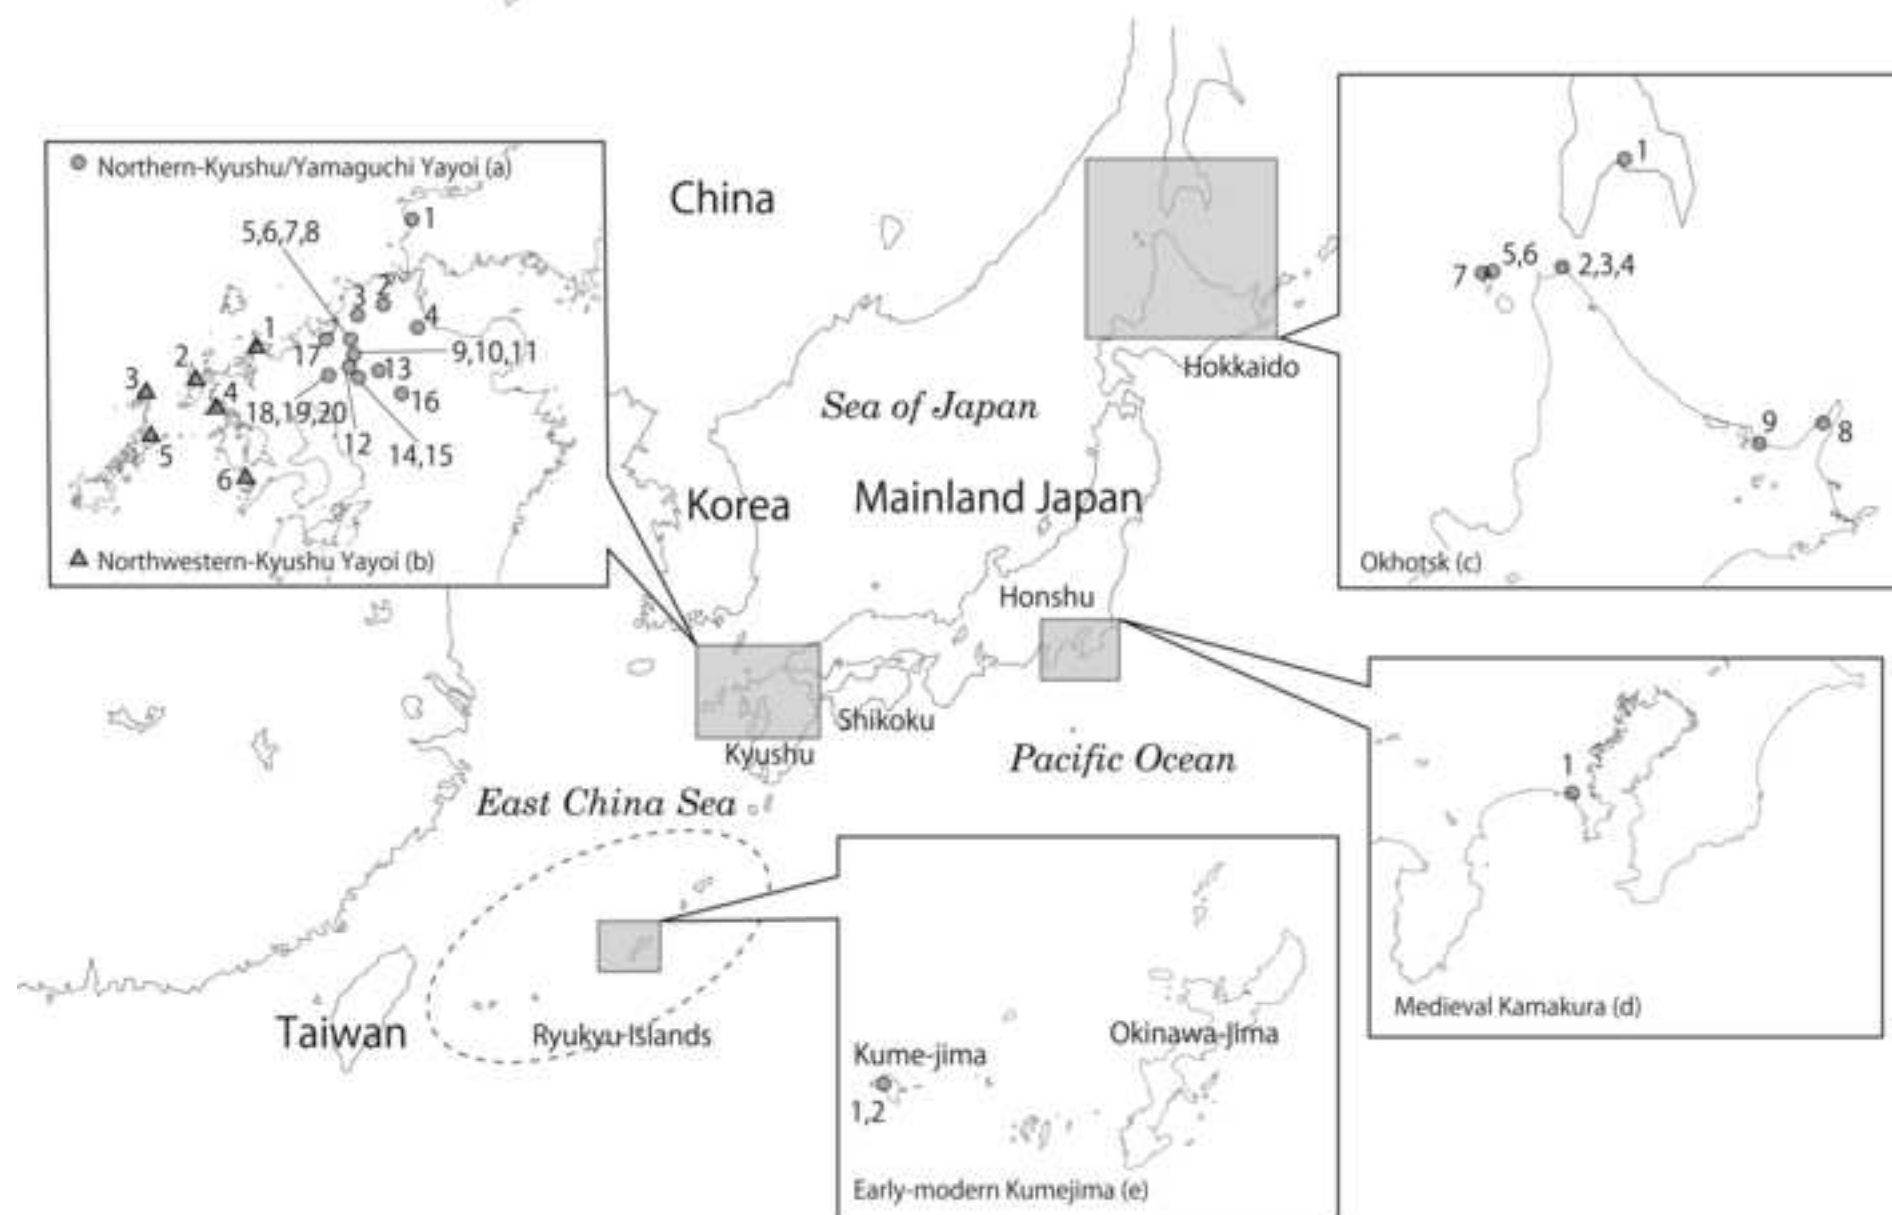 China
Hokkaido
Sea of Japan
Korea
Mainland Japan
Honshu
Shikoku
Kyushu
Pacific Ocean
East China Sea
Taiwan
Ryukyu-Islands
Northern-Kyushu/Yamaguchi Yayoi (a)
1
5,6,7,8
2
3
4
1
17
9,10,11
2
13
3
4
16
18,19,20
12
14,15
5
6
Northwestern-Kyushu Yayoi (b)
1
5,6
2,3,4
7
9
8
Okhotsk (c)
1
Medieval Kamakura (d)
Okinawa-Jima
Kume-jima
1,2
Early-modern Kumejima (e)